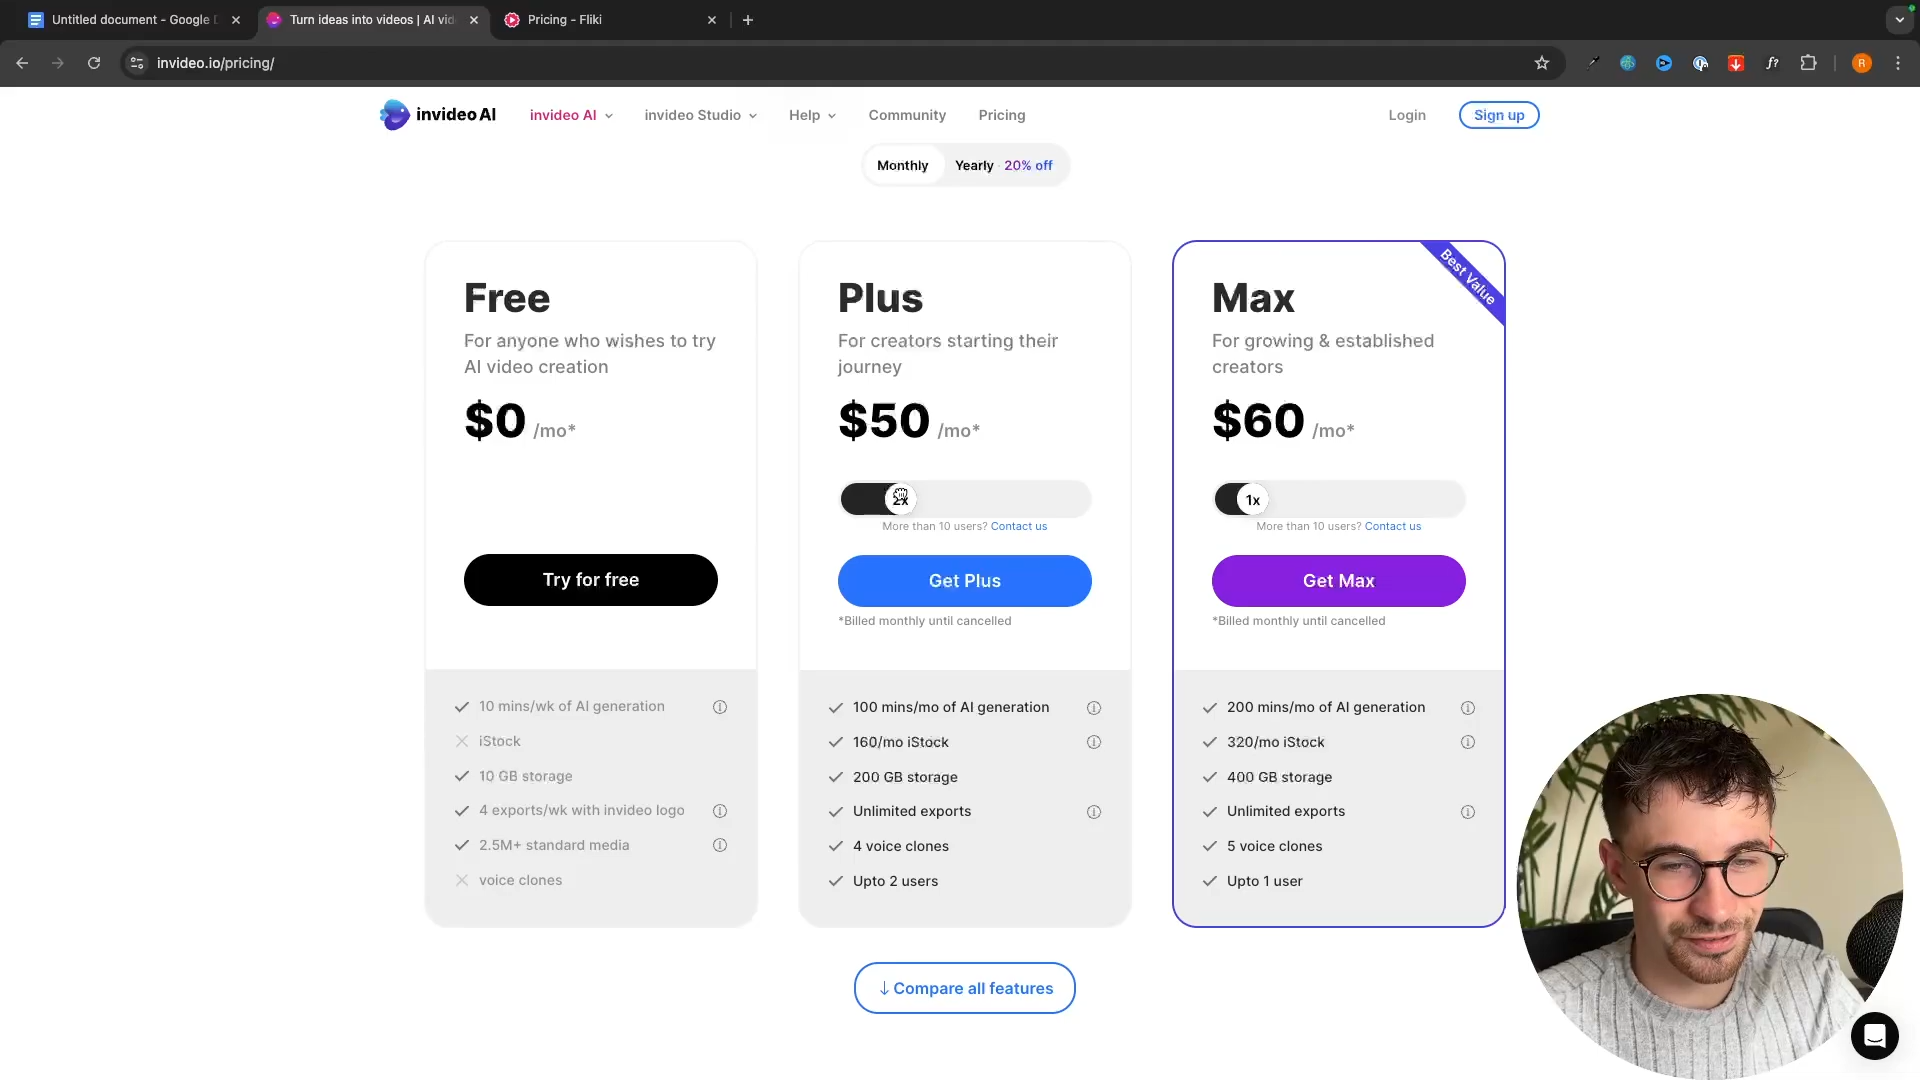 Untitled document - Google D
Turn ideas into videos | AI vid
Pricing - Fliki
invideo.io/pricing/
f?
R
invideo AI
invideo AI
invideo Studio
Help
Community
Pricing
Login
Sign up
Monthly
Yearly · 20% off
Free
For anyone who wishes to try
AI video creation
$0 /mo*
Try for free
10 mins/wk of AI generation
iStock
10 GB storage
4 exports/wk with invideo logo
2.5M+ standard media
voice clones
Plus
For creators starting their
journey
$50 /mo*
2x
More than 10 users? Contact us
Get Plus
*Billed monthly until cancelled
100 mins/mo of AI generation
160/mo iStock
200 GB storage
Unlimited exports
4 voice clones
Upto 2 users
Best Value
Max
For growing & established
creators
$60 /mo*
1x
More than 10 users? Contact us
Get Max
*Billed monthly until cancelled
200 mins/mo of AI generation
320/mo iStock
400 GB storage
Unlimited exports
5 voice clones
Upto 1 user
↓ Compare all features